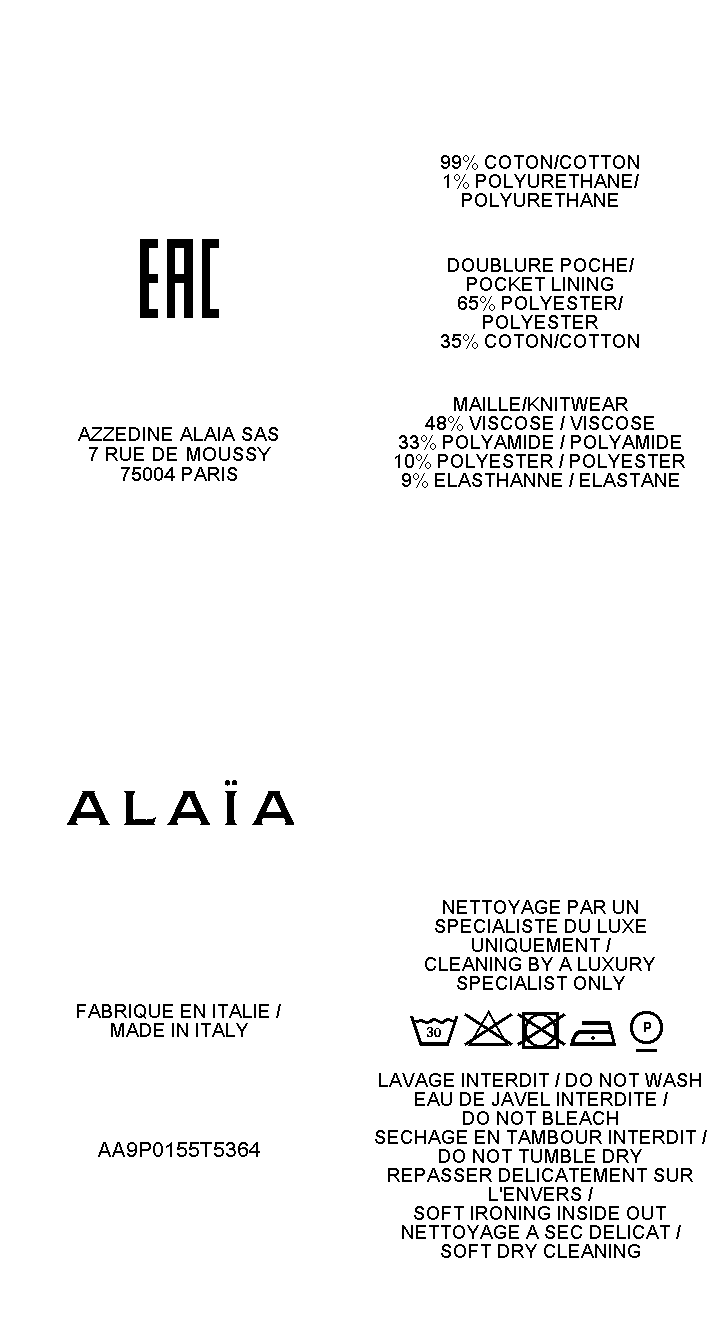 EAC
AZZEDINE ALAIA SAS
7 RUE DE MOUSSY
75004 PARIS
99% COTON/COTTON
1% POLYURETHANE/
POLYURETHANE
DOUBLURE POCHE/
POCKET LINING
65% POLYESTER/
POLYESTER
35% COTON/COTTON
MAILLE/KNITWEAR
48% VISCOSE / VISCOSE
33% POLYAMIDE / POLYAMIDE
10% POLYESTER / POLYESTER
9% ELASTHANNE / ELASTANE
ALAÏA
FABRIQUE EN ITALIE /
MADE IN ITALY
AA9P0155T5364
NETTOYAGE PAR UN
SPECIALISTE DU LUXE
UNIQUEMENT /
CLEANING BY A LUXURY
SPECIALIST ONLY
30 P
LAVAGE INTERDIT / DO NOT WASH
EAU DE JAVEL INTERDITE /
DO NOT BLEACH
SECHAGE EN TAMBOUR INTERDIT /
DO NOT TUMBLE DRY
REPASSER DELICATEMENT SUR
L'ENVERS /
SOFT IRONING INSIDE OUT
NETTOYAGE A SEC DELICAT /
SOFT DRY CLEANING